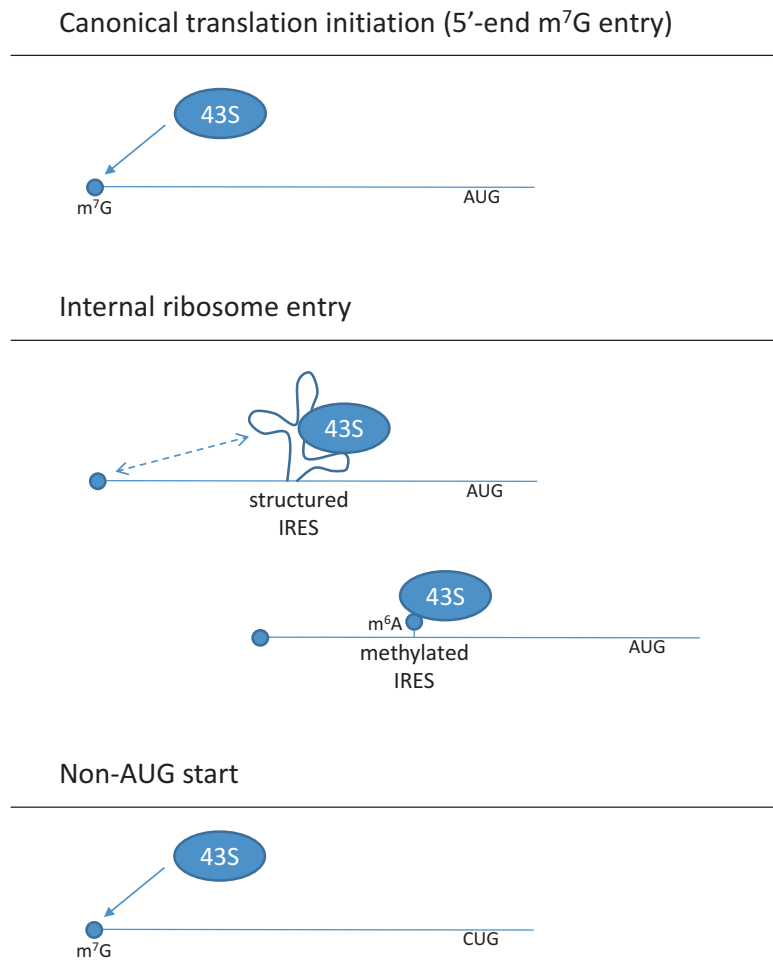 Canonical translation initiation (5’-end m⁷G entry)
43S
AUG
m⁷G
Internal ribosome entry
43S
AUG
structured
IRES
43S
m⁶A
AUG
methylated
IRES
Non-AUG start
43S
CUG
m⁷G